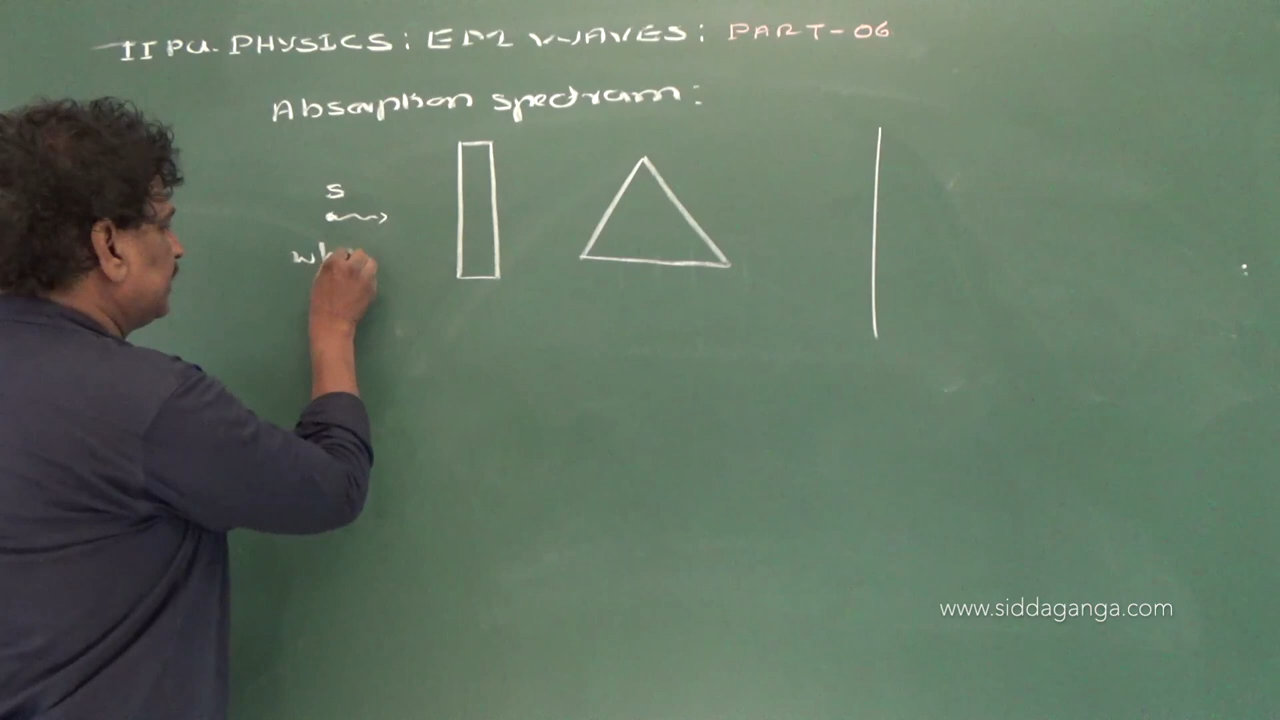 II PU. PHYSICS: EM WAVES: PART-06
Absorption spectrum:
S
wh
www.siddaganga.com